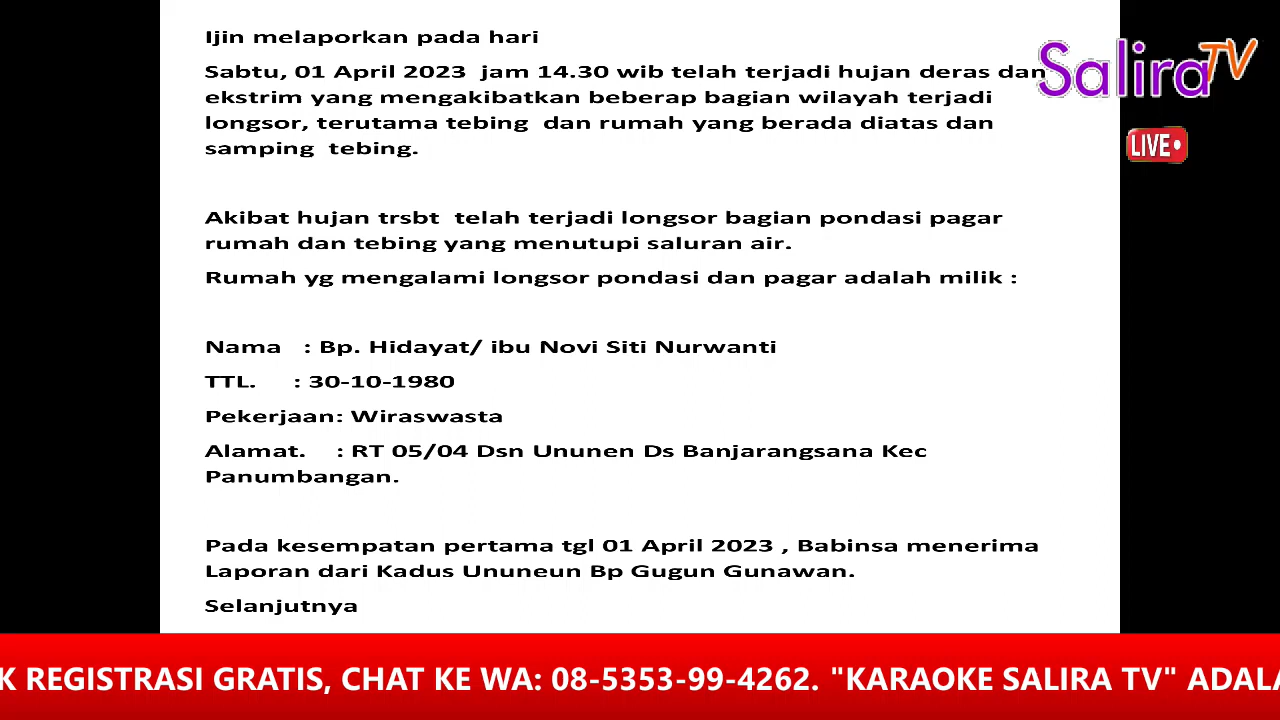 Ijin melaporkan pada hari
Sabtu, 01 April 2023 jam 14.30 wib telah terjadi hujan deras dan
ekstrim yang mengakibatkan beberap bagian wilayah terjadi
longsor, terutama tebing dan rumah yang berada diatas dan
samping tebing.
Akibat hujan trsbt telah terjadi longsor bagian pondasi pagar
rumah dan tebing yang menutupi saluran air.
Rumah yg mengalami longsor pondasi dan pagar adalah milik :
Nama : Bp. Hidayat/ ibu Novi Siti Nurwanti
TTL. : 30-10-1980
Pekerjaan: Wiraswasta
Alamat. : RT 05/04 Dsn Ununen Ds Banjarangsana Kec
Panumbangan.
Pada kesempatan pertama tgl 01 April 2023 , Babinsa menerima
Laporan dari Kadus Ununeun Bp Gugun Gunawan.
Selanjutnya
Salira TV
LIVE
K REGISTRASI GRATIS, CHAT KE WA: 08-5353-99-4262. "KARAOKE SALIRA TV" ADALA